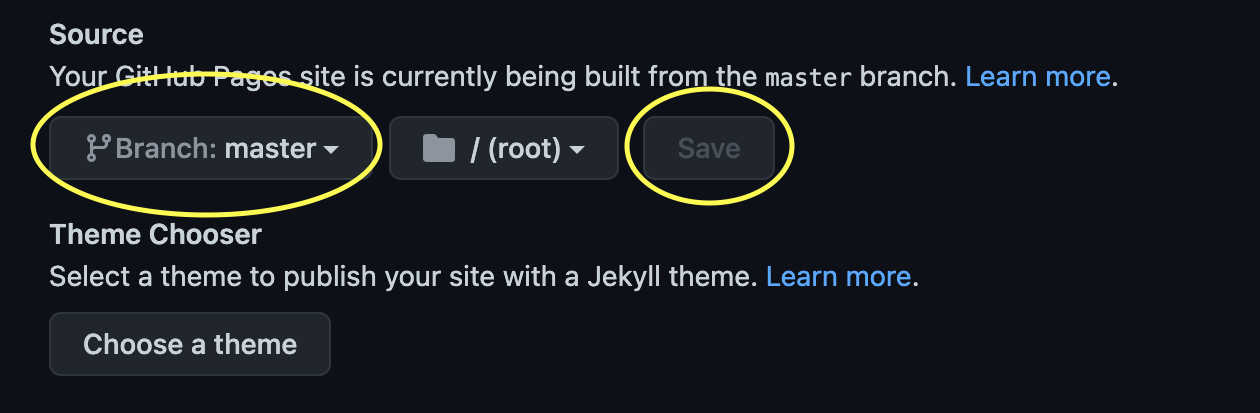 Source
Your GitHub Pages site is currently being built from the master branch. Learn more.
Branch: master / (root) Save
Theme Chooser
Select a theme to publish your site with a Jekyll theme. Learn more.
Choose a theme